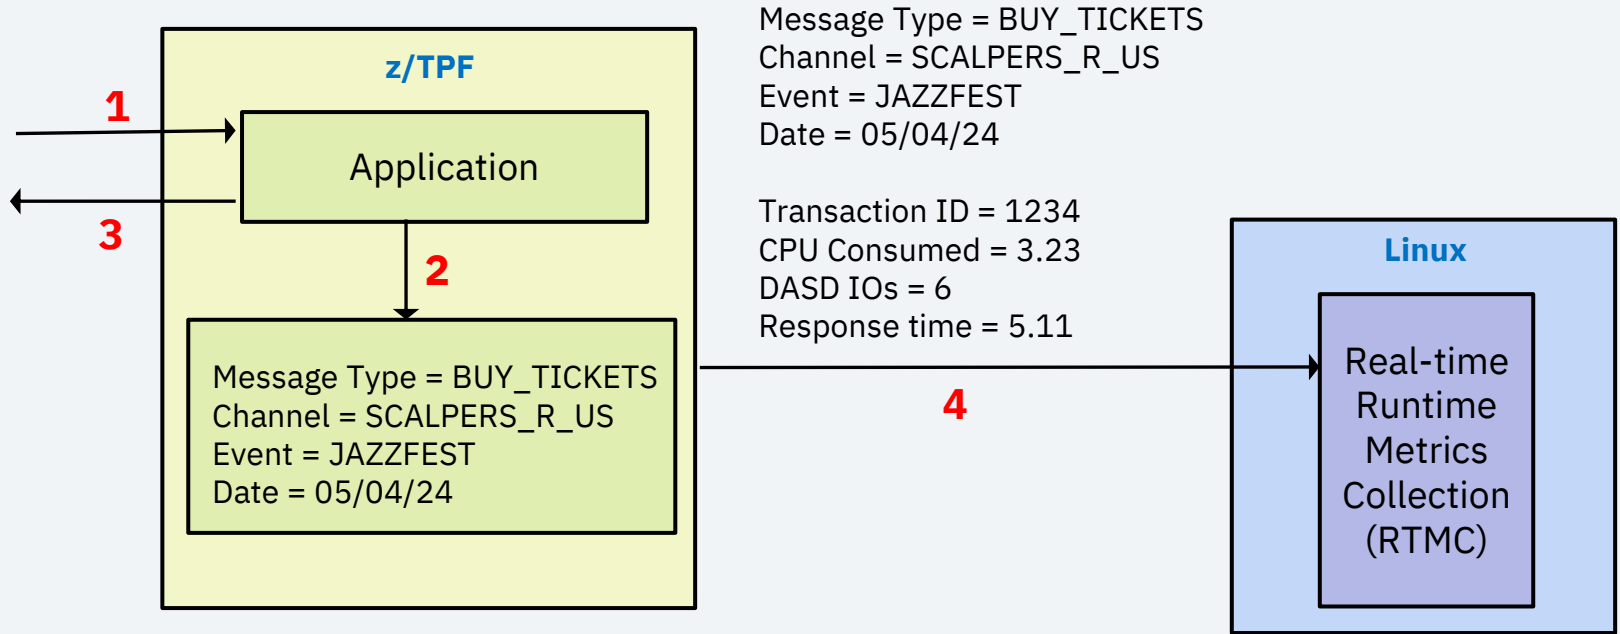 z/TPF
1
Application
3
2
Message Type = BUY_TICKETS
Channel = SCALPERS_R_US
Event = JAZZFEST
Date = 05/04/24
Message Type = BUY_TICKETS
Channel = SCALPERS_R_US
Event = JAZZFEST
Date = 05/04/24
Transaction ID = 1234
CPU Consumed = 3.23
DASD IOs = 6
Response time = 5.11
4
Linux
Real-time
Runtime
Metrics
Collection
(RTMC)